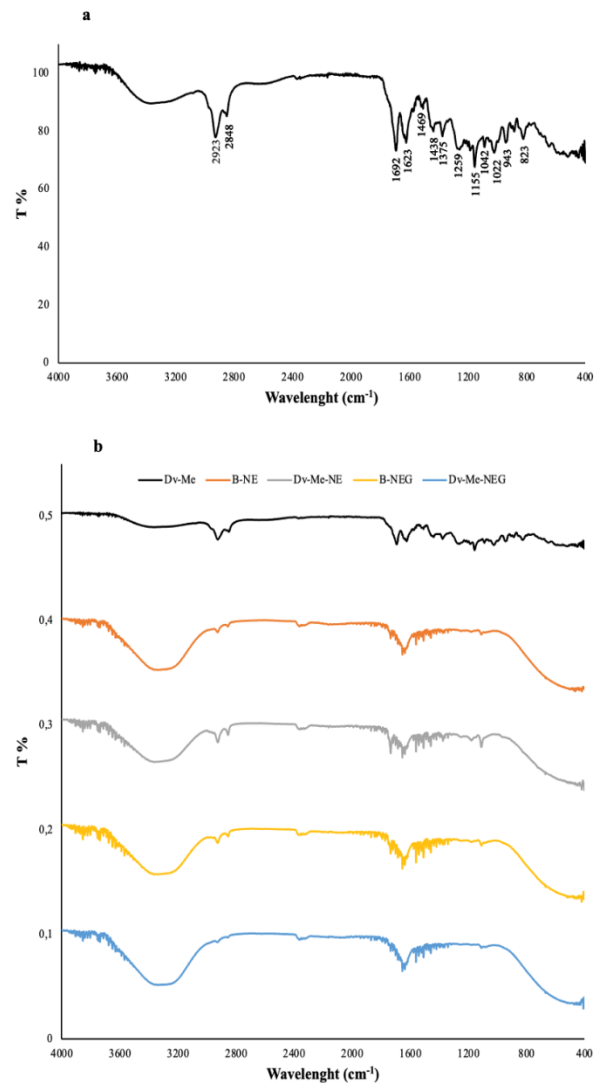 a
100
80
60
40
20
0
T %
2923
2848
1692
1623
1469
1438
1375
1259
1155
1042
1022
943
823
4000 3600 3200 2800 2400 2000 1600 1200 800 400
Wavelenght (cm-1)
b
Dv-Me B-NE Dv-Me-NE B-NEG Dv-Me-NEG
0,5
0,4
0,3
0,2
0,1
0
T %
4000 3600 3200 2800 2400 2000 1600 1200 800 400
Wavelenght (cm-1)